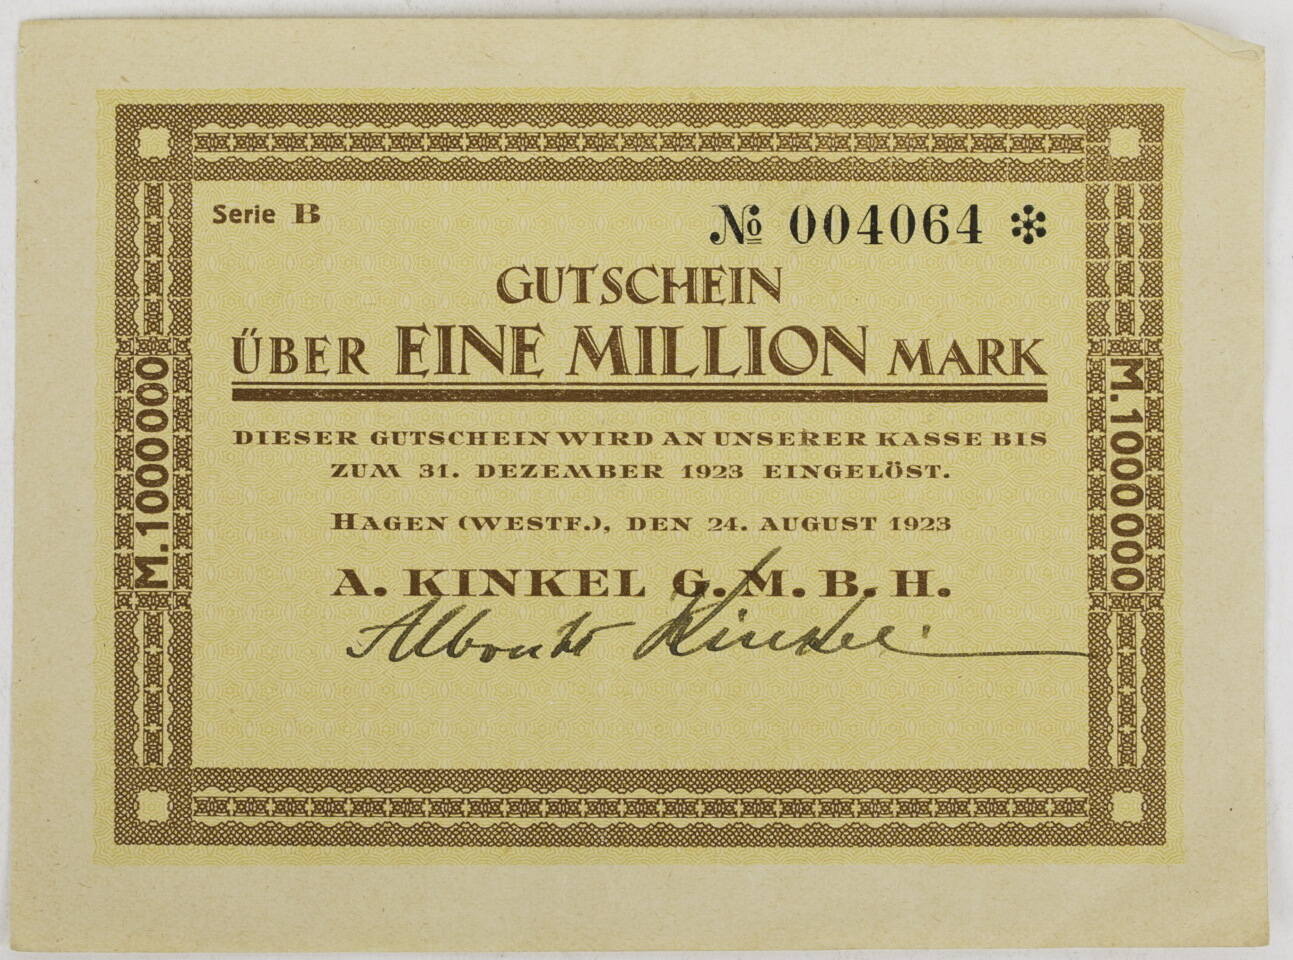 Serie B
№ 004064 *
GUTSCHEIN
ÜBER EINE MILLION MARK
DIESER GUTSCHEIN WIRD AN UNSERER KASSE BIS
ZUM 31. DEZEMBER 1923 EINGELÖST.
HAGEN (WESTF.), DEN 24. AUGUST 1923
A. KINKEL G. M. B. H.
Kinkel
M. 1000000
M. 1000000